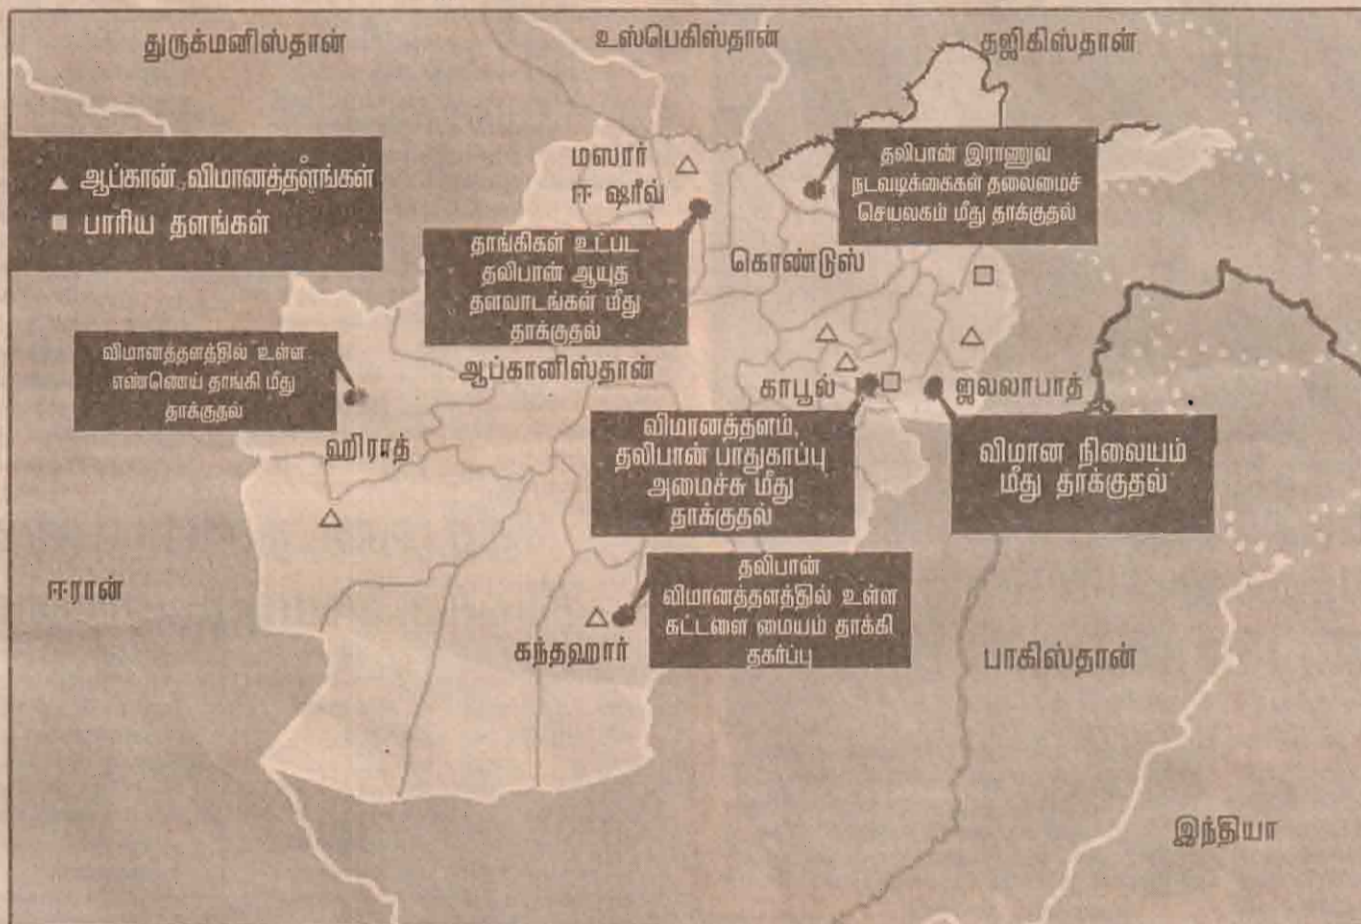 துருக்மனிஸ்தான்
உஸ்பெகிஸ்தான்
தஜிகிஸ்தான்
ஆப்கான் விமானத்தளங்கள்
பாரிய தளங்கள்
மஸார்
ஈ ஷரீவ்
தலிபான் இராணுவ
நடவடிக்கைகள் தலைமைச்
செயலகம் மீது தாக்குதல்
தாங்கிகள் உட்பட
தலிபான் ஆயுத
தளவாடங்கள் மீது
தாக்குதல்
கொண்டுஸ்
விமானத்தளத்தில் உள்ள
எண்ணெய் தாங்கி மீது
தாக்குதல்
ஆப்கானிஸ்தான்
காபூல்
ஜலலாபாத்
ஹிராத்
விமானத்தளம்,
தலிபான் பாதுகாப்பு
அமைச்சு மீது
தாக்குதல்
விமான நிலையம்
மீது தாக்குதல்
ஈரான்
தலிபான்
விமானத்தளத்தில் உள்ள
கட்டளை மையம் தாக்கி
தகர்ப்பு
கந்தஹார்
பாகிஸ்தான்
இந்தியா